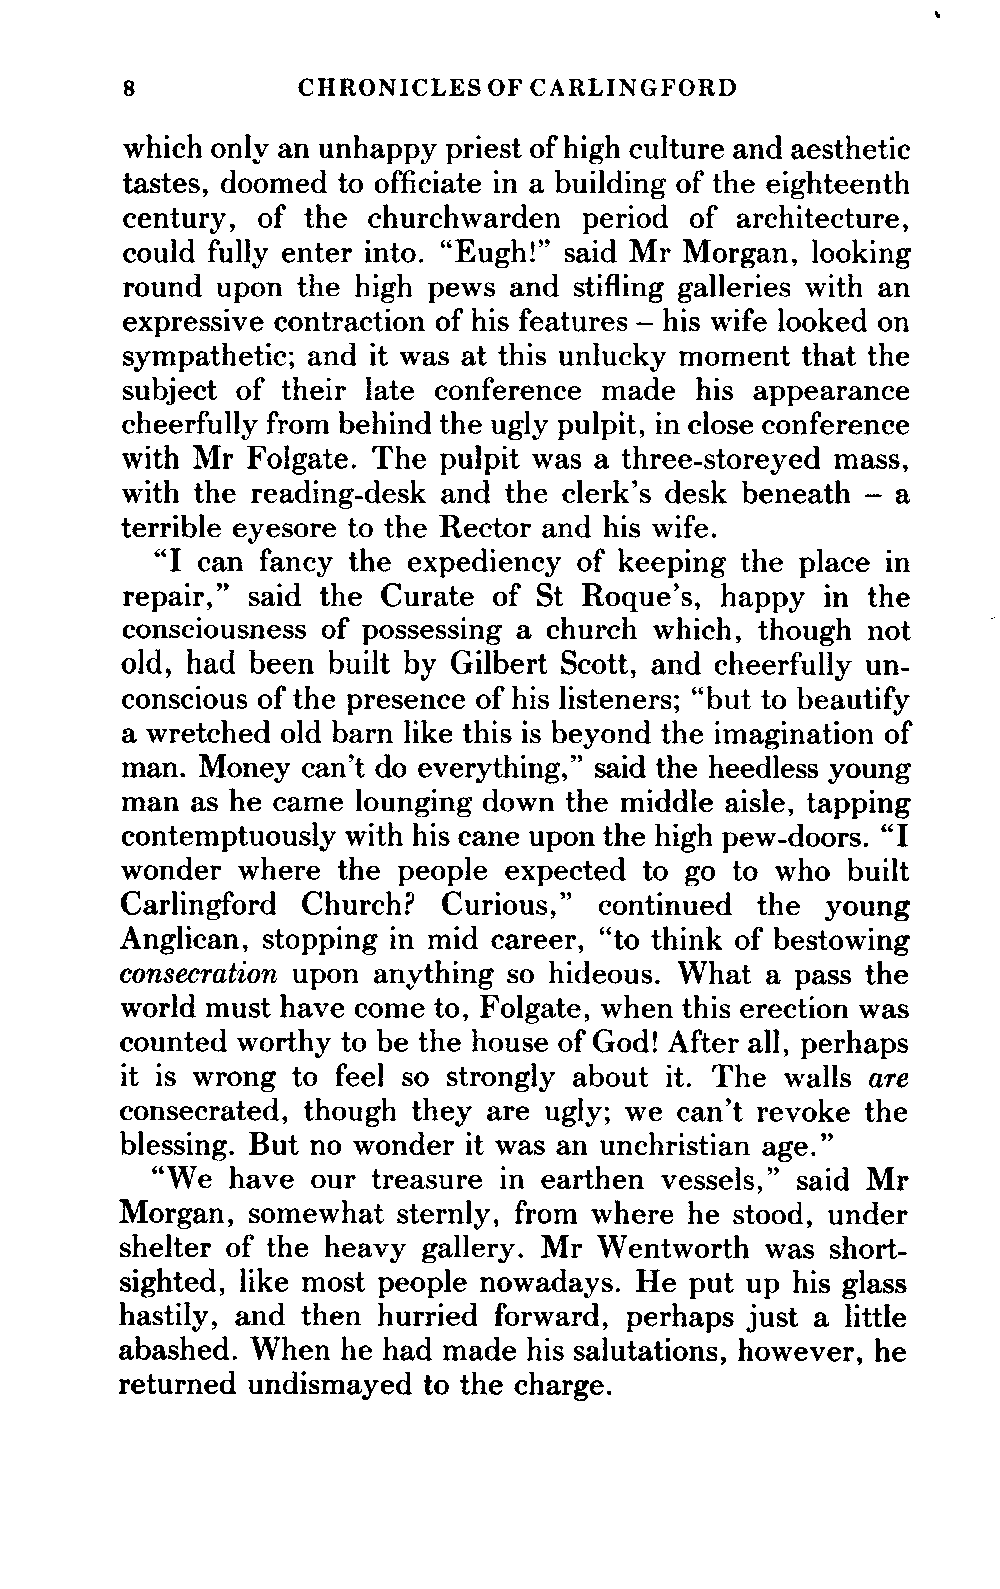 8 CHRONICLES OF CARLINGFORD
which only an unhappy priest of high culture and aesthetic
tastes, doomed to officiate in a building of the eighteenth
century, of the churchwarden period of architecture,
could fully enter into. “Eugh!” said Mr Morgan, looking
round upon the high pews and stifling galleries with an
expressive contraction of his features – his wife looked on
sympathetic; and it was at this unlucky moment that the
subject of their late conference made his appearance
cheerfully from behind the ugly pulpit, in close conference
with Mr Folgate. The pulpit was a three-storeyed mass,
with the reading-desk and the clerk’s desk beneath – a
terrible eyesore to the Rector and his wife.
“I can fancy the expediency of keeping the place in
repair,” said the Curate of St Roque’s, happy in the
consciousness of possessing a church which, though not
old, had been built by Gilbert Scott, and cheerfully un-
conscious of the presence of his listeners; “but to beautify
a wretched old barn like this is beyond the imagination of
man. Money can’t do everything,” said the heedless young
man as he came lounging down the middle aisle, tapping
contemptuously with his cane upon the high pew-doors. “I
wonder where the people expected to go to who built
Carlingford Church? Curious,” continued the young
Anglican, stopping in mid career, “to think of bestowing
consecration upon anything so hideous. What a pass the
world must have come to, Folgate, when this erection was
counted worthy to be the house of God! After all, perhaps
it is wrong to feel so strongly about it. The walls are
consecrated, though they are ugly; we can’t revoke the
blessing. But no wonder it was an unchristian age.”
“We have our treasure in earthen vessels,” said Mr
Morgan, somewhat sternly, from where he stood, under
shelter of the heavy gallery. Mr Wentworth was short-
sighted, like most people nowadays. He put up his glass
hastily, and then hurried forward, perhaps just a little
abashed. When he had made his salutations, however, he
returned undismayed to the charge.